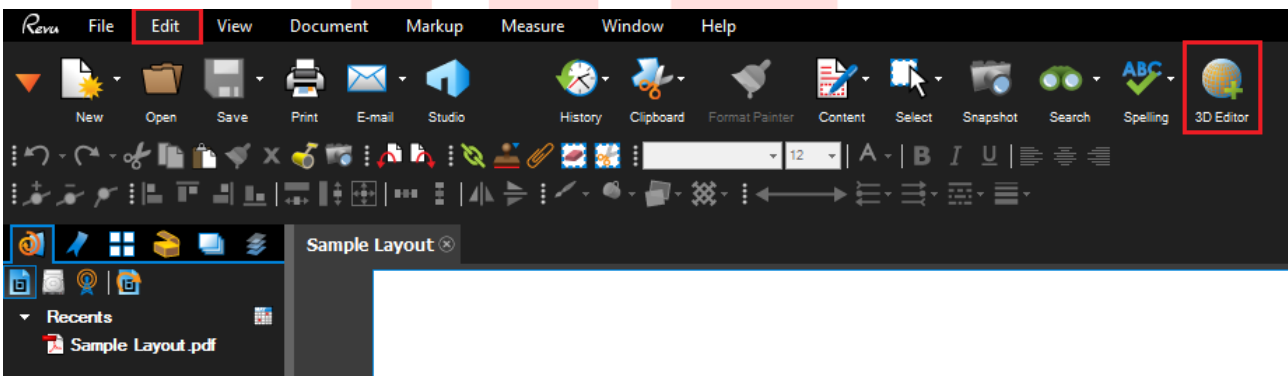 Revu File Edit View Document Markup Measure Window Help
ABC
New Open Save Print E-mail Studio History Clipboard Format Painter Content Select Snapshot Search Spelling 3D Editor
12 A B I U
Sample Layout
Recents
Sample Layout.pdf